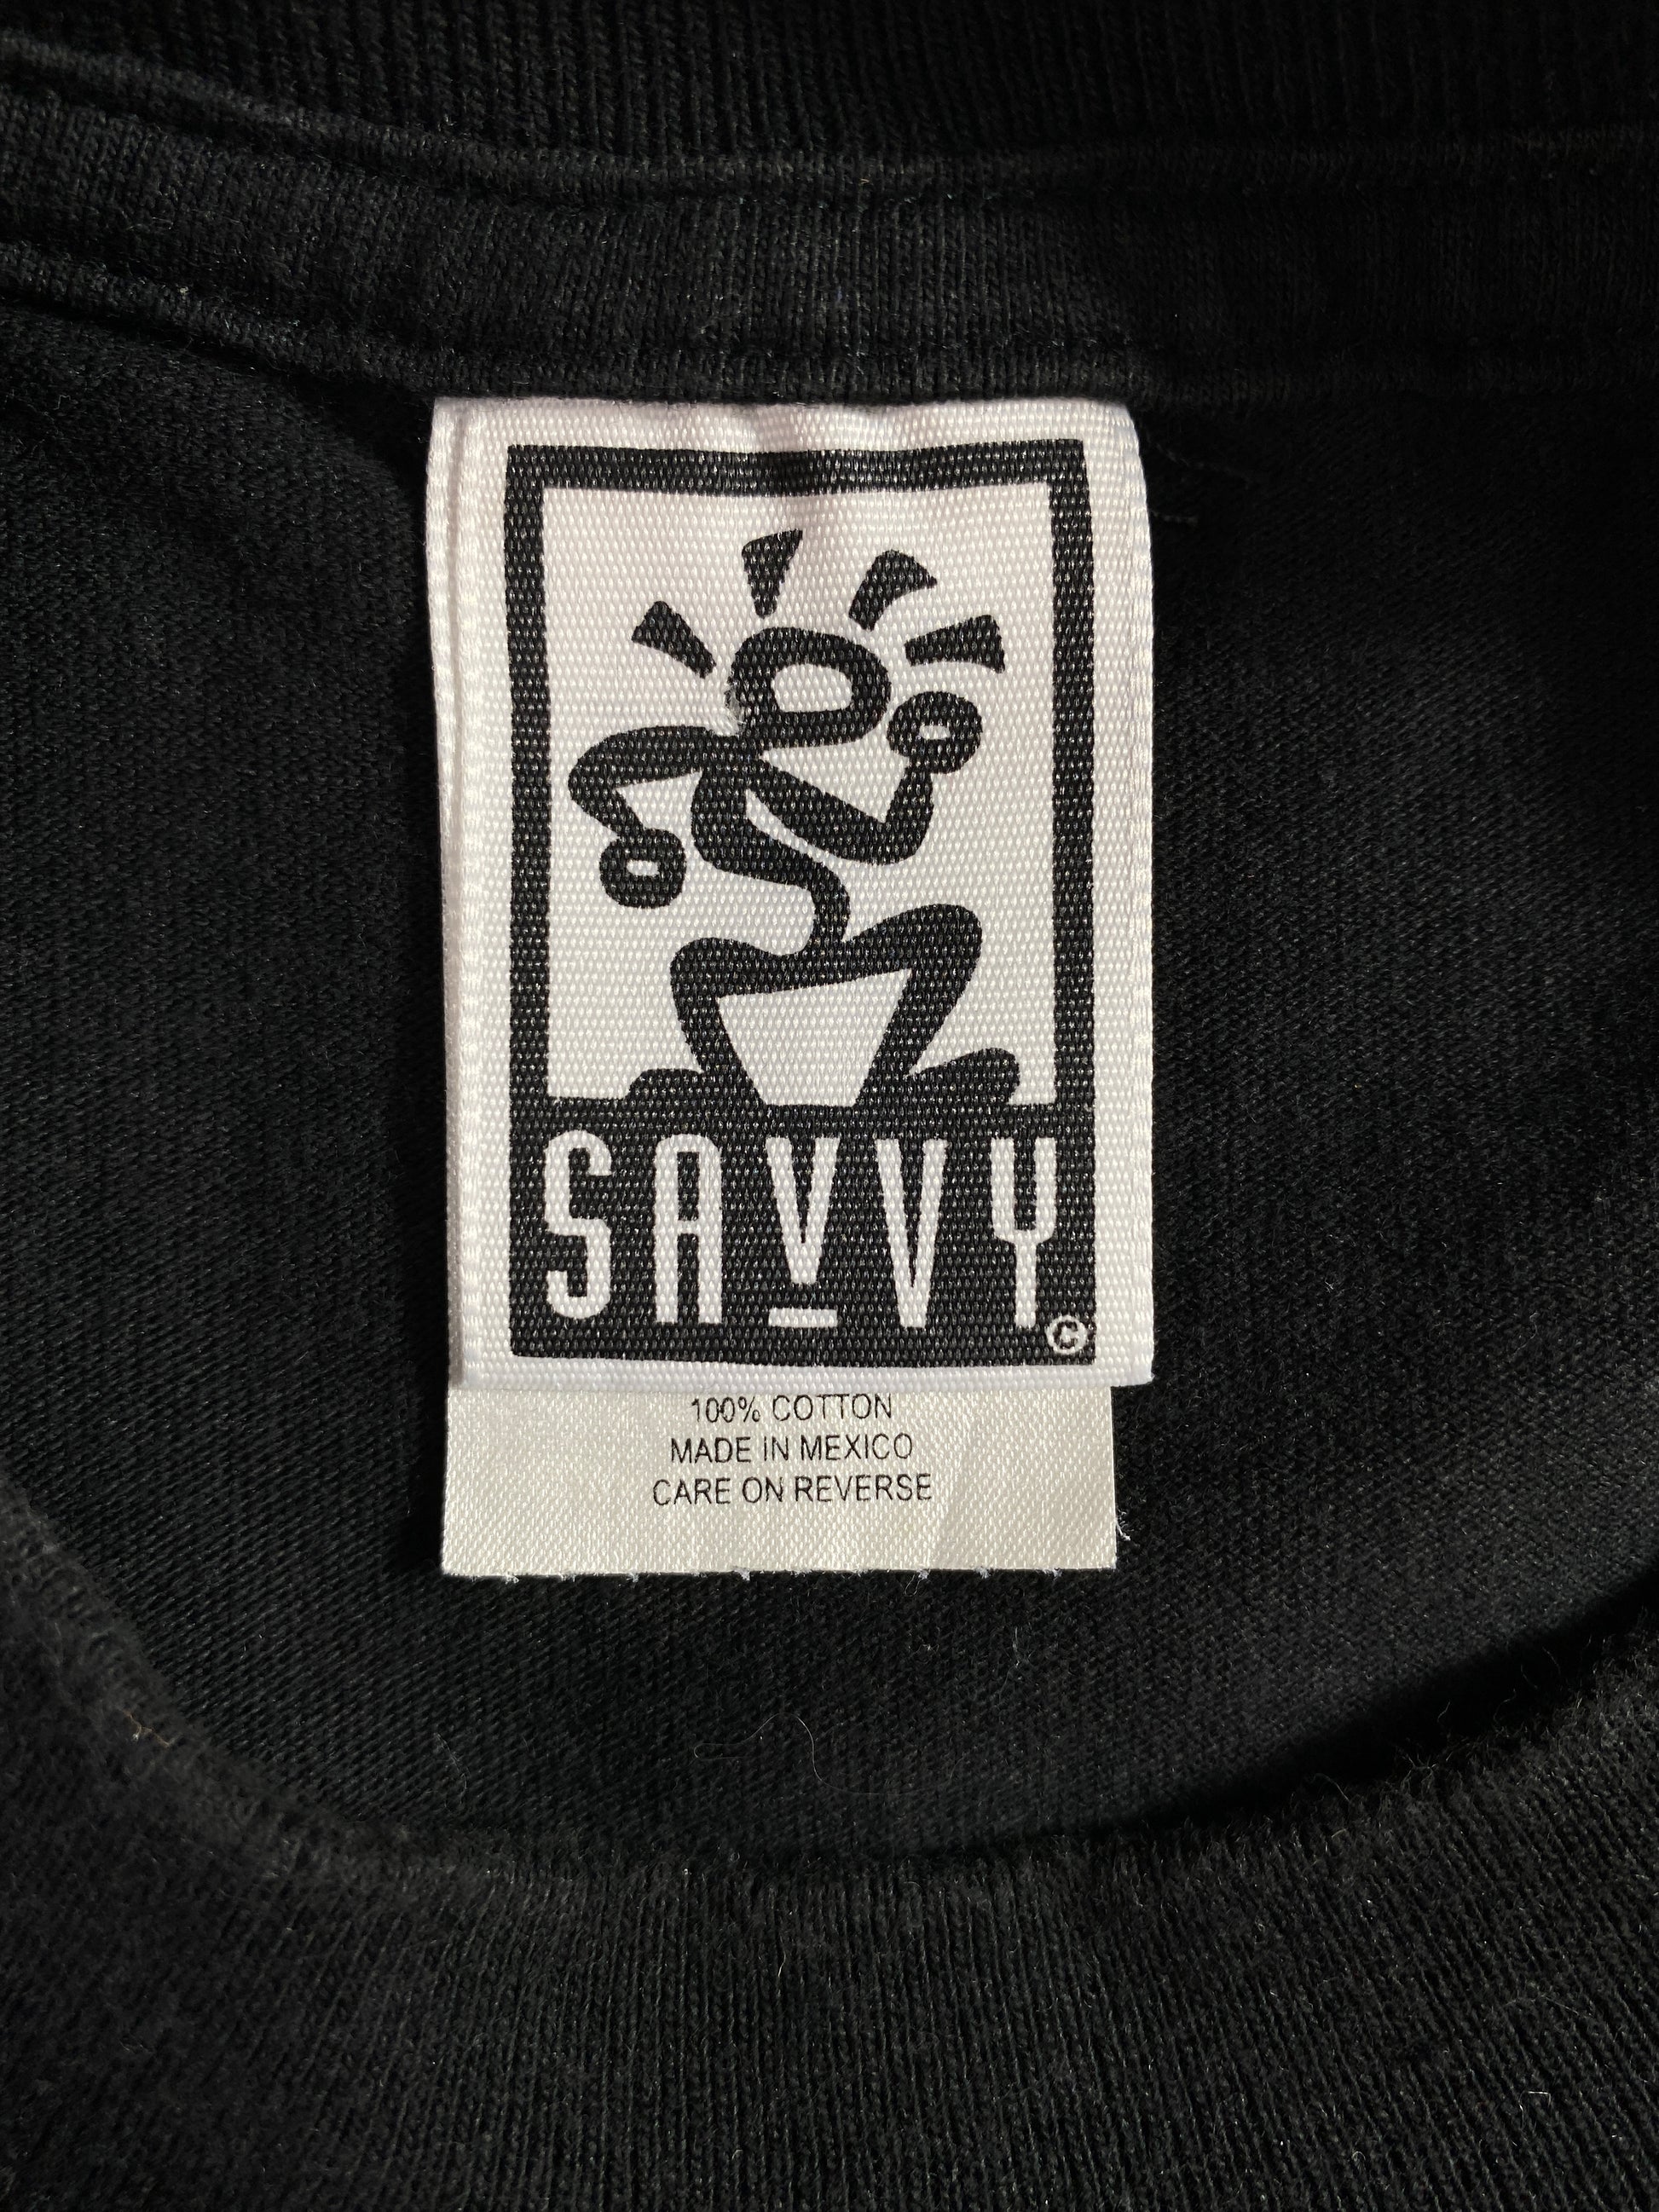 SAVVY
©
100% COTTON
MADE IN MEXICO
CARE ON REVERSE